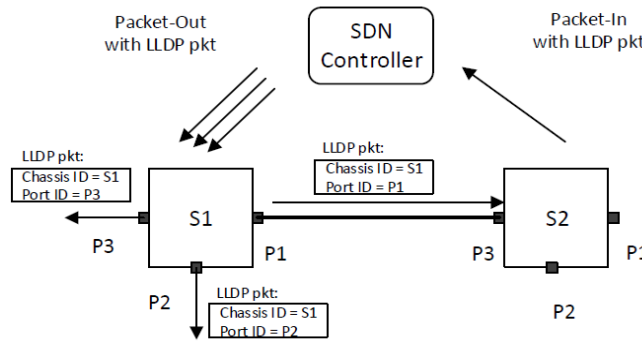 Packet-Out
with LLDP pkt
SDN
Controller
Packet-In
with LLDP pkt
LLDP pkt:
Chassis ID = S1
Port ID = P1
LLDP pkt:
Chassis ID = S1
Port ID = P3
S1
S2
P3
P1
P3
P1
P2
P2
LLDP pkt:
Chassis ID = S1
Port ID = P2